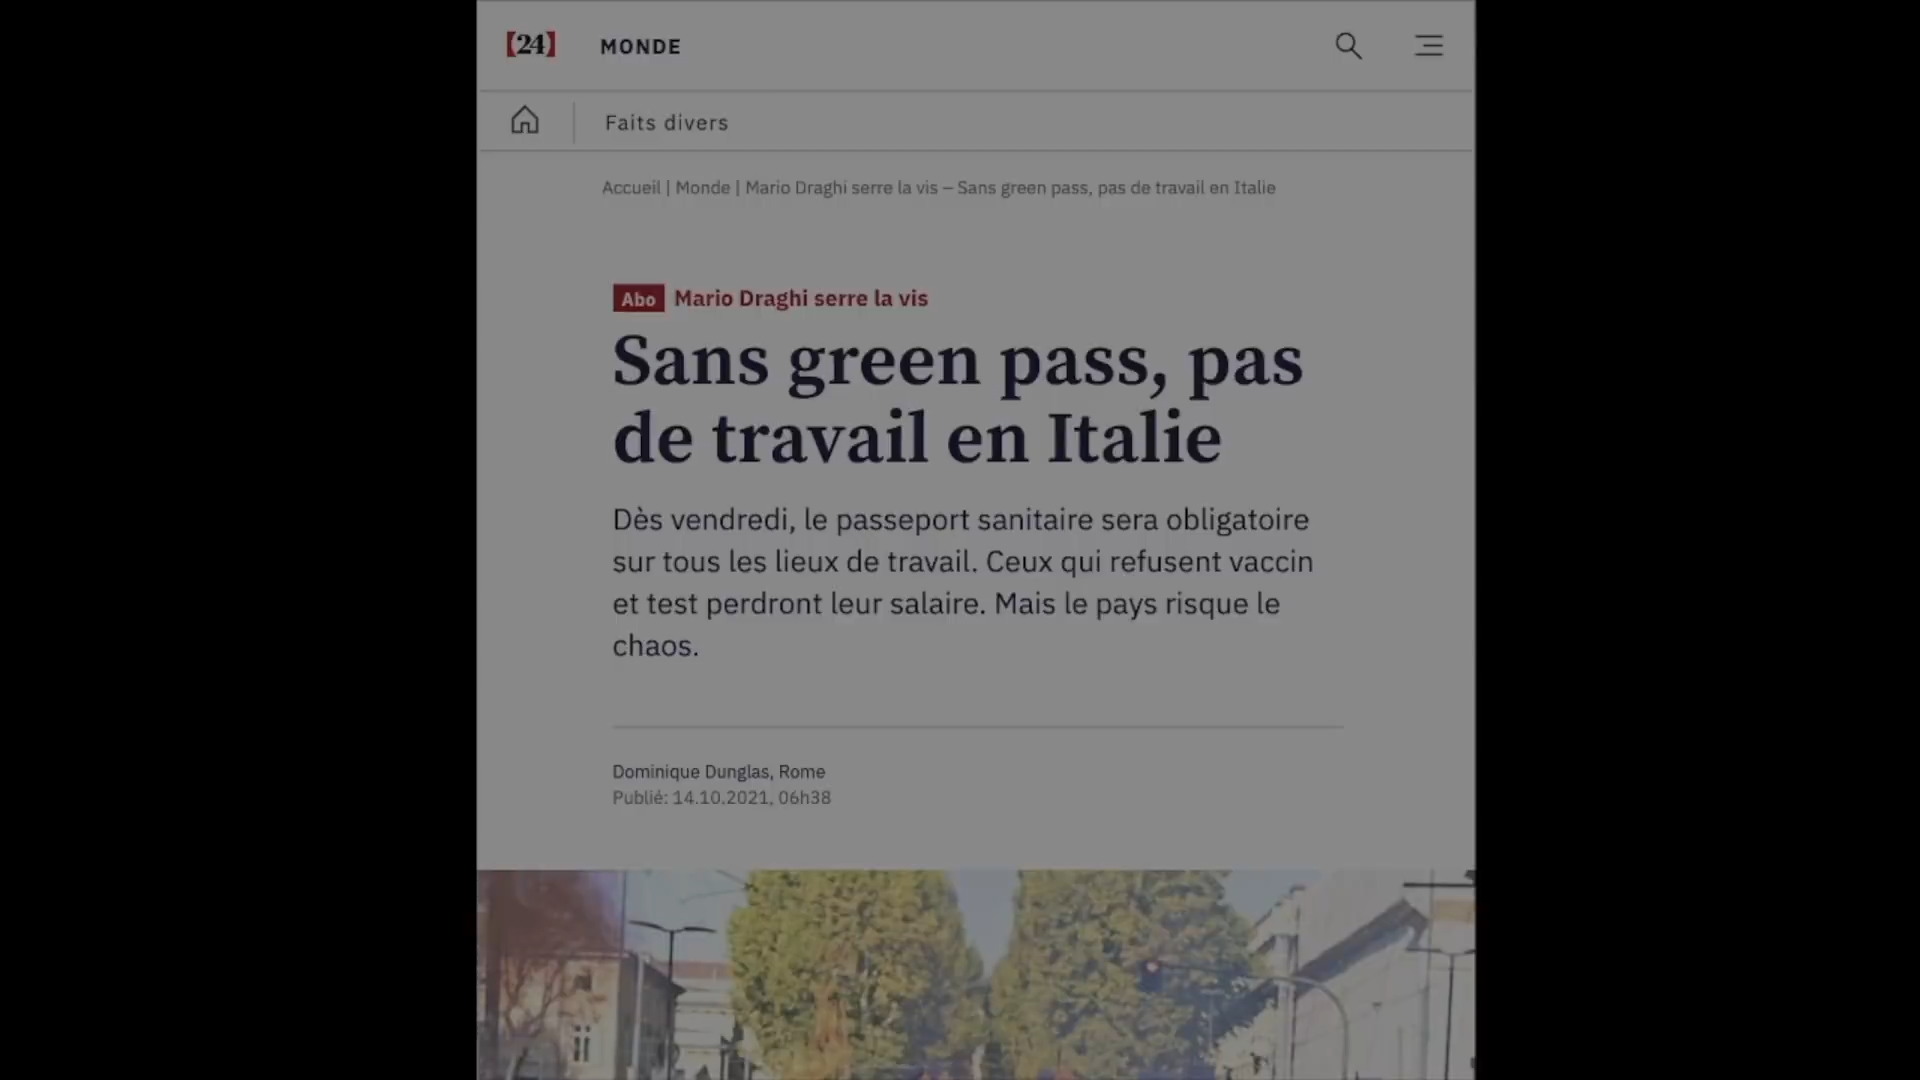 24
MONDE
Faits divers
Accueil | Monde | Mario Draghi serre la vis – Sans green pass, pas de travail en Italie
Abo Mario Draghi serre la vis
Sans green pass, pas
de travail en Italie
Dès vendredi, le passeport sanitaire sera obligatoire
sur tous les lieux de travail. Ceux qui refusent vaccin
et test perdront leur salaire. Mais le pays risque le
chaos.
Dominique Dunglas, Rome
Publié: 14.10.2021, 06h38